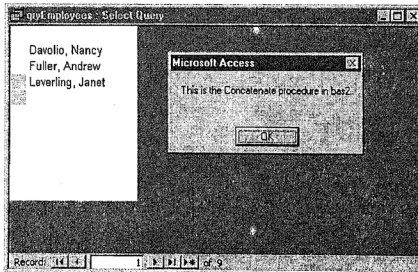 qryEmployees : Select Query
Davolio, Nancy
Fuller, Andrew
Leverling, Janet
Microsoft Access
This is the Concatenate procedure in bas2.
OK
Record: 1 of 9